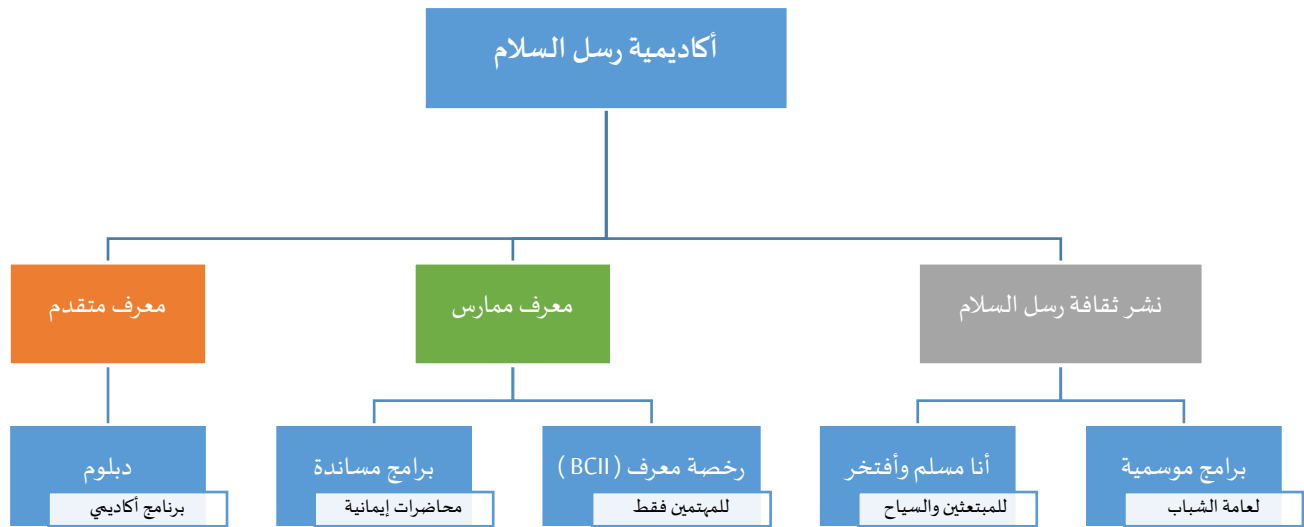 أكاديمية رسل السلام
نشر ثقافة رسل السلام
معرف ممارس
معرف متقدم
برامج موسمية
لعامة الشباب
أنا مسلم وأفتخر
للمبتعثين والسياح
رخصة معرف ( BCII )
للمهتمين فقط
برامج مساندة
محاضرات إيمانية
دبلوم
برنامج أكاديمي